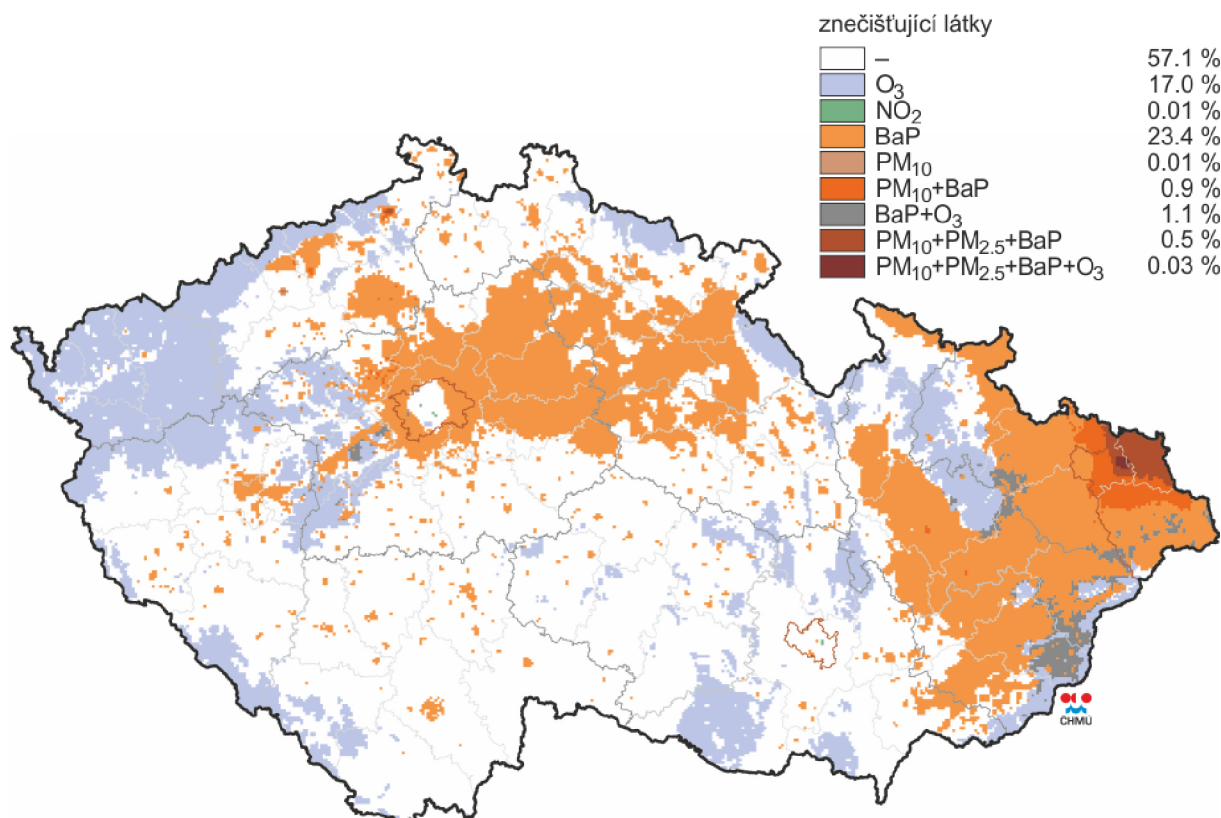 znečišťující látky
– 57.1 %
O₃ 17.0 %
NO₂ 0.01 %
BaP 23.4 %
PM₁₀ 0.01 %
PM₁₀+BaP 0.9 %
BaP+O₃ 1.1 %
PM₁₀+PM₂.₅+BaP 0.5 %
PM₁₀+PM₂.₅+BaP+O₃ 0.03 %
ČHMÚ